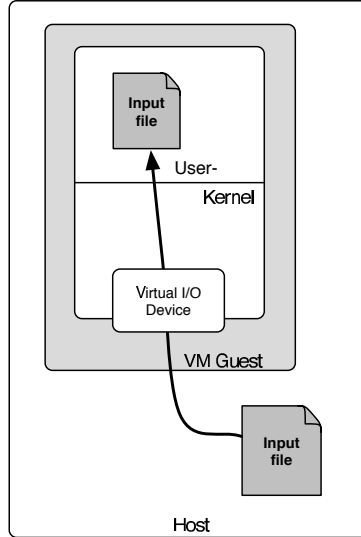 Input
file
User-
Kernel
Virtual I/O
Device
VM Guest
Input
file
Host